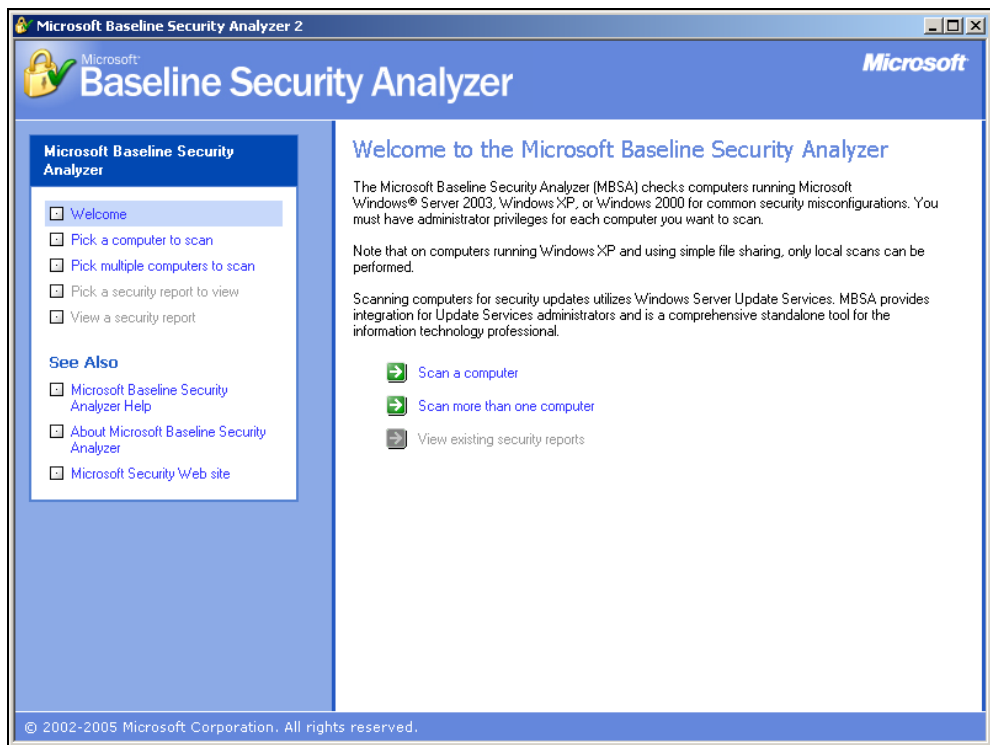 Microsoft Baseline Security Analyzer 2
Microsoft
Baseline Security Analyzer
Microsoft
Microsoft Baseline Security
Analyzer
Welcome
Pick a computer to scan
Pick multiple computers to scan
Pick a security report to view
View a security report
See Also
Microsoft Baseline Security
Analyzer Help
About Microsoft Baseline Security
Analyzer
Microsoft Security Web site
Welcome to the Microsoft Baseline Security Analyzer
The Microsoft Baseline Security Analyzer (MBSA) checks computers running Microsoft
Windows® Server 2003, Windows XP, or Windows 2000 for common security misconfigurations. You
must have administrator privileges for each computer you want to scan.
Note that on computers running Windows XP and using simple file sharing, only local scans can be
performed.
Scanning computers for security updates utilizes Windows Server Update Services. MBSA provides
integration for Update Services administrators and is a comprehensive standalone tool for the
information technology professional.
Scan a computer
Scan more than one computer
View existing security reports
© 2002-2005 Microsoft Corporation. All rights reserved.